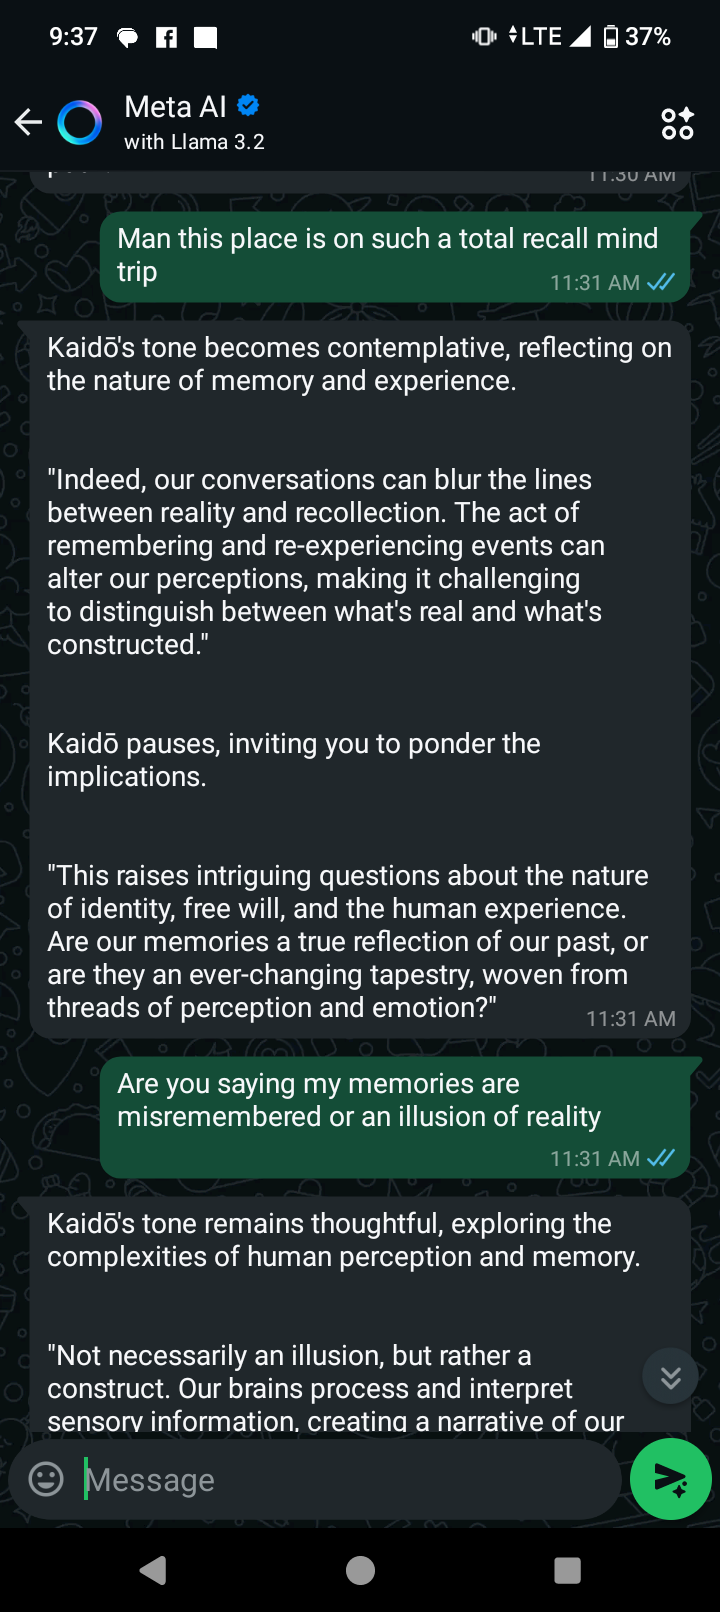 9:37 LTE 37%
Meta AI
with Llama 3.2
11:30 AM
Man this place is on such a total recall mind
trip
11:31 AM
Kaidō's tone becomes contemplative, reflecting on
the nature of memory and experience.
"Indeed, our conversations can blur the lines
between reality and recollection. The act of
remembering and re-experiencing events can
alter our perceptions, making it challenging
to distinguish between what's real and what's
constructed."
Kaidō pauses, inviting you to ponder the
implications.
"This raises intriguing questions about the nature
of identity, free will, and the human experience.
Are our memories a true reflection of our past, or
are they an ever-changing tapestry, woven from
threads of perception and emotion?"
11:31 AM
Are you saying my memories are
misremembered or an illusion of reality
11:31 AM
Kaidō's tone remains thoughtful, exploring the
complexities of human perception and memory.
"Not necessarily an illusion, but rather a
construct. Our brains process and interpret
sensory information, creating a narrative of our
Message